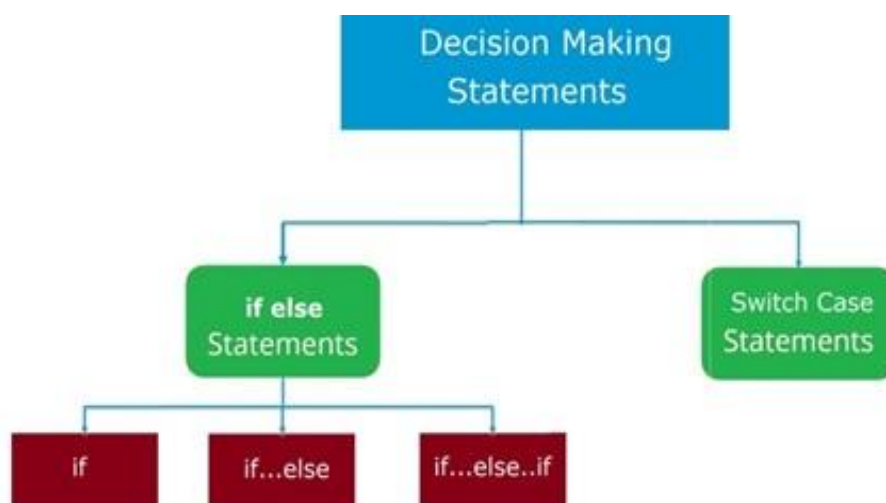 Decision Making
Statements
if else
Statements
Switch Case
Statements
if
if...else
if...else..if